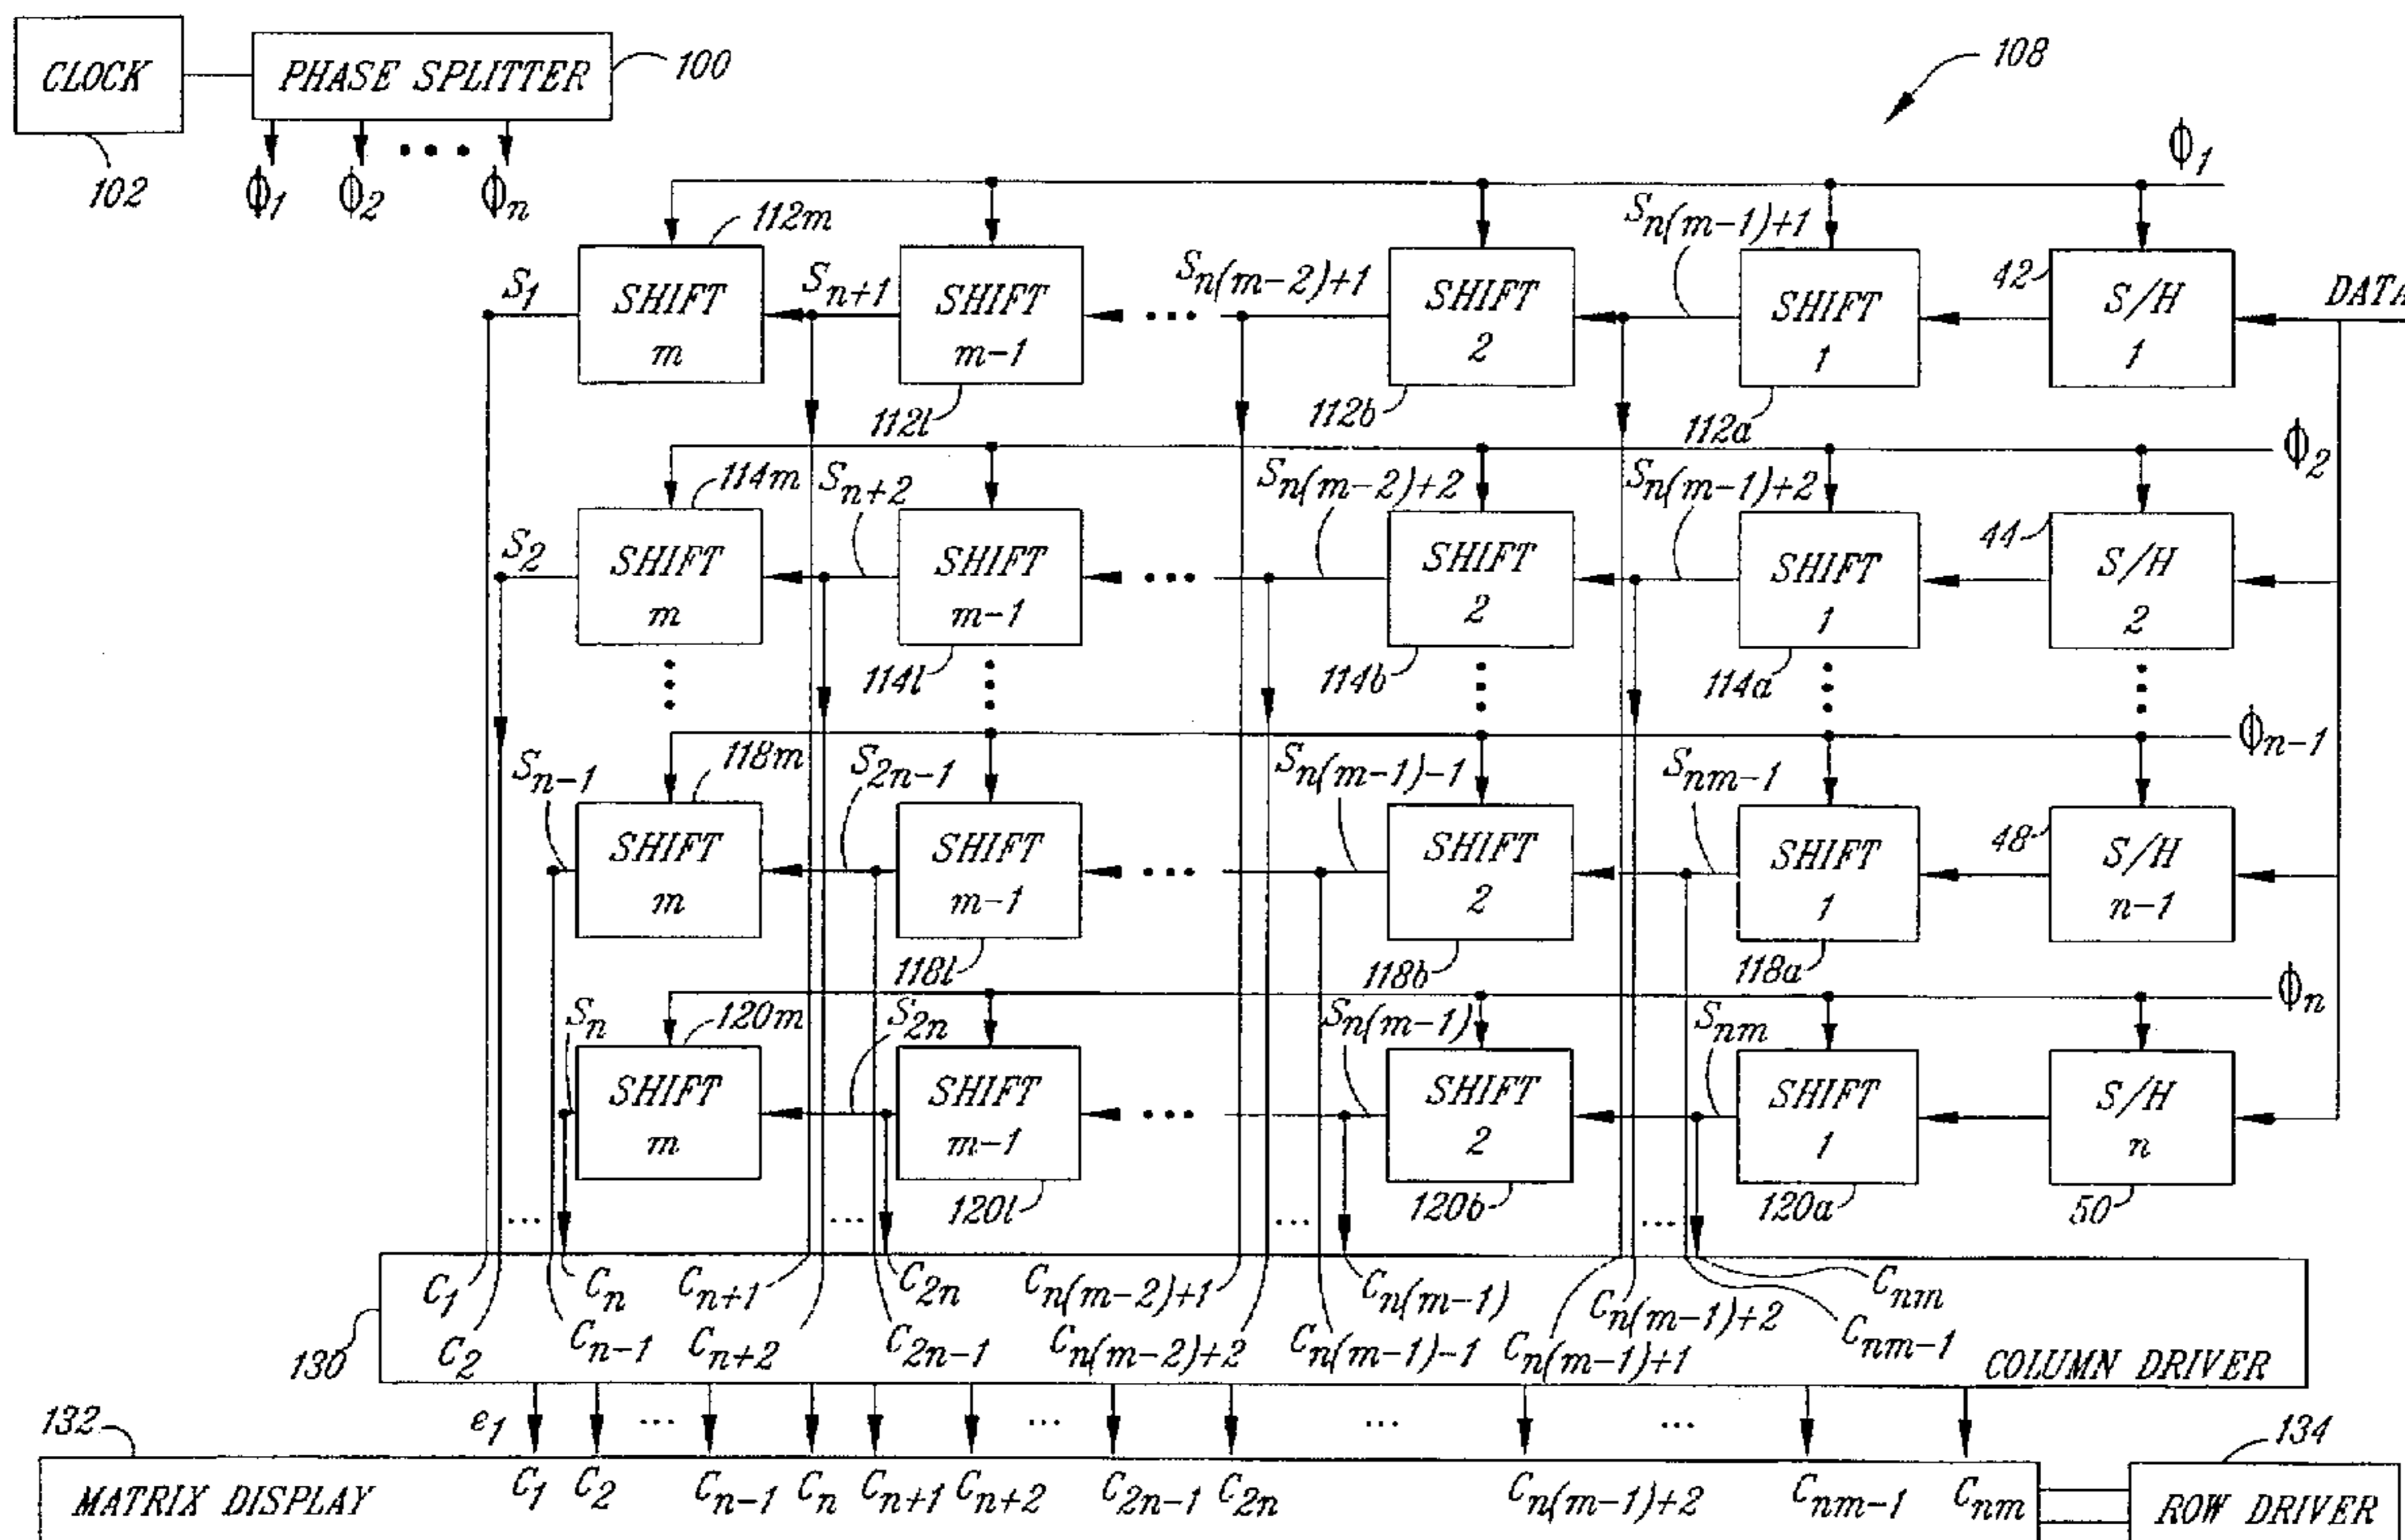 CLOCK
PHASE SPLITTER
100
108
102
Φ1 Φ2 ... Φn
Φ1
112m
S1
SHIFT m
Sn+1
SHIFT m-1
112l
...
Sn(m-2)+1
SHIFT 2
112b
Sn(m-1)+1
SHIFT 1
112a
42
S/H 1
DATA
Φ2
114m
S2
SHIFT m
Sn+2
SHIFT m-1
114l
...
Sn(m-2)+2
SHIFT 2
114b
Sn(m-1)+2
SHIFT 1
114a
44
S/H 2
Φn-1
118m
Sn-1
SHIFT m
S2n-1
SHIFT m-1
118l
...
Sn(m-1)-1
SHIFT 2
118b
Snm-1
SHIFT 1
118a
48
S/H n-1
Φn
120m
Sn
SHIFT m
S2n
SHIFT m-1
120l
...
Sn(m-1)
SHIFT 2
120b
Snm
SHIFT 1
120a
S/H n
50
... ... ... ...
C1 Cn Cn+1 C2n Cn(m-2)+1 Cn(m-1) Cn(m-1)+2 Cnm
C2 Cn-1 Cn+2 C2n-1 Cn(m-2)+2 Cn(m-1)-1 Cn(m-1)+1 Cnm-1
130
COLUMN DRIVER
132
ε1
... ... ... ...
134
MATRIX DISPLAY
C1 C2 Cn-1 Cn Cn+1 Cn+2 C2n-1 C2n Cn(m-1)+2 Cnm-1 Cnm
ROW DRIVER